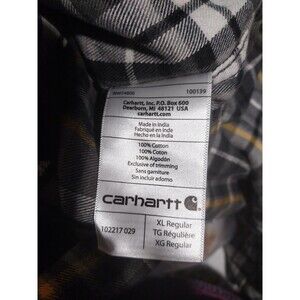 100139
Carhartt, Inc. P.O. Box 600
Dearborn, MI 48121 USA
carhartt.com
Made in India
Fabriqué en Inde
Hecho en la India
100% Cotton
100% Coton
100% Algodón
Exclusive of trimming
Sans garniture
Sin incluir adorno
carhartt
102217 029
XL Regular
TG Régulière
XG Regular